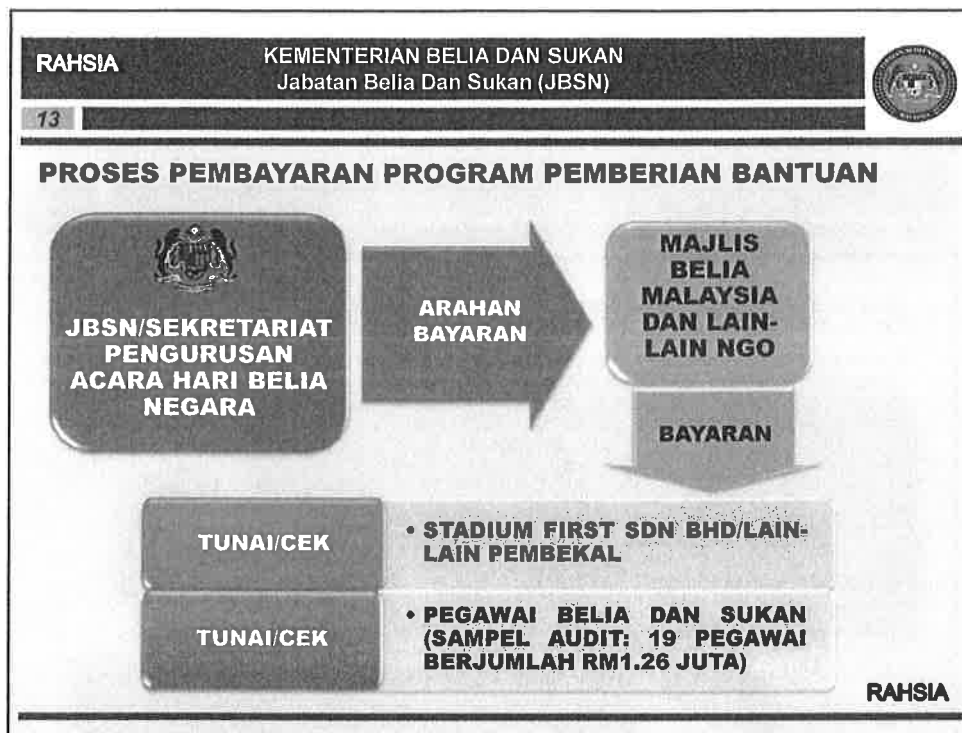 RAHSIA
KEMENTERIAN BELIA DAN SUKAN
Jabatan Belia Dan Sukan (JBSN)
13
PROSES PEMBAYARAN PROGRAM PEMBERIAN BANTUAN
JBSN/SEKRETARIAT
PENGURUSAN
ACARA HARI BELIA
NEGARA
ARAHAN
BAYARAN
MAJLIS
BELIA
MALAYSIA
DAN LAIN-
LAIN NGO
BAYARAN
TUNAI/CEK
• STADIUM FIRST SDN BHD/LAIN-
LAIN PEMBEKAL
TUNAI/CEK
• PEGAWAI BELIA DAN SUKAN
(SAMPEL AUDIT: 19 PEGAWAI
BERJUMLAH RM1.26 JUTA)
RAHSIA